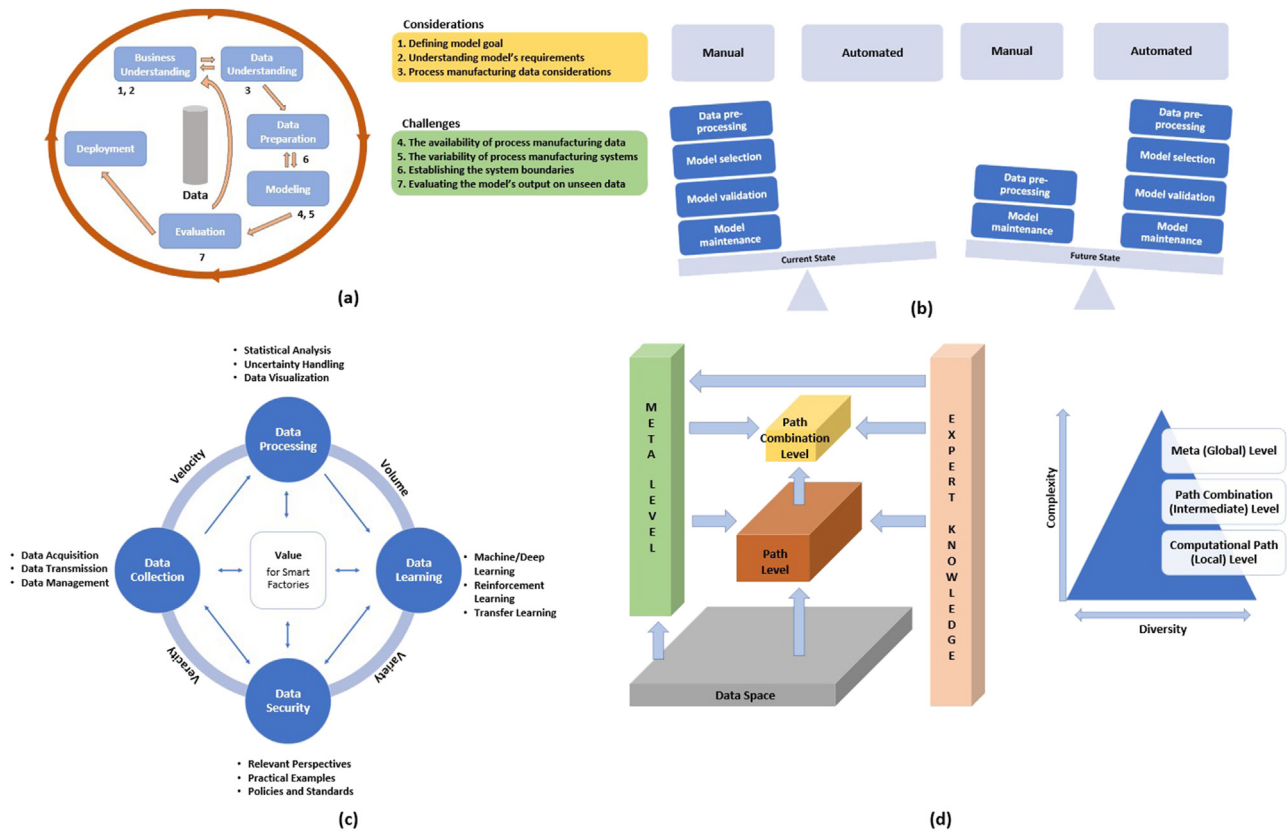 Business
Understanding
1, 2
Data
Understanding
3
Data
Preparation
6
Modeling
4, 5
Evaluation
7
Deployment
Data
(a)
Considerations
1. Defining model goal
2. Understanding model's requirements
3. Process manufacturing data considerations
Challenges
4. The availability of process manufacturing data
5. The variability of process manufacturing systems
6. Establishing the system boundaries
7. Evaluating the model's output on unseen data
Manual
Automated
Data pre-
processing
Model selection
Model validation
Model
maintenance
Current State
Manual
Automated
Data pre-
processing
Model
maintenance
Data pre-
processing
Model selection
Model validation
Model
maintenance
Future State
(b)
• Statistical Analysis
• Uncertainty Handling
• Data Visualization
Data
Processing
Velocity
Volume
• Data Acquisition
• Data Transmission
• Data Management
Data
Collection
Value
for Smart
Factories
Data
Learning
• Machine/Deep
Learning
• Reinforcement
Learning
• Transfer Learning
Veracity
Variety
Data
Security
• Relevant Perspectives
• Practical Examples
• Policies and Standards
(c)
META LEVEL
Path
Combination
Level
Path
Level
Data Space
EXPERT KNOWLEDGE
Complexity
Meta (Global) Level
Path Combination
(Intermediate) Level
Computational Path
(Local) Level
Diversity
(d)